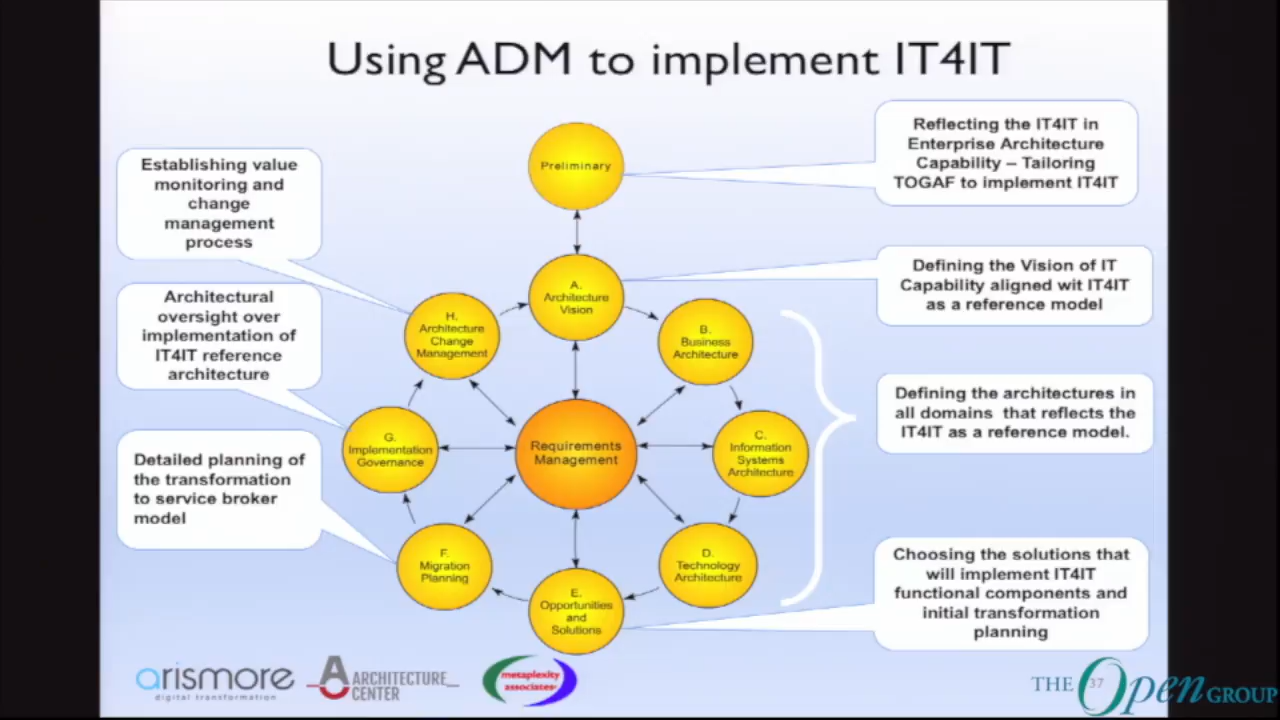 Using ADM to implement IT4IT
Preliminary
Reflecting the IT4IT in
Enterprise Architecture
Capability – Tailoring
TOGAF to implement IT4IT
Establishing value
monitoring and
change
management
process
A.
Architecture
Vision
Defining the Vision of IT
Capability aligned wit IT4IT
as a reference model
H.
Architecture
Change
Management
B.
Business
Architecture
Architectural
oversight over
implementation of
IT4IT reference
architecture
Defining the architectures in
all domains that reflects the
IT4IT as a reference model.
G.
Implementation
Governance
Requirements
Management
C.
Information
Systems
Architecture
Detailed planning of
the transformation
to service broker
model
F.
Migration
Planning
D.
Technology
Architecture
E.
Opportunities
and
Solutions
Choosing the solutions that
will implement IT4IT
functional components and
initial transformation
planning
arismore
digital transformation
ARCHITECTURE
CENTER
metaplexity
associates
THE Open GROUP
37